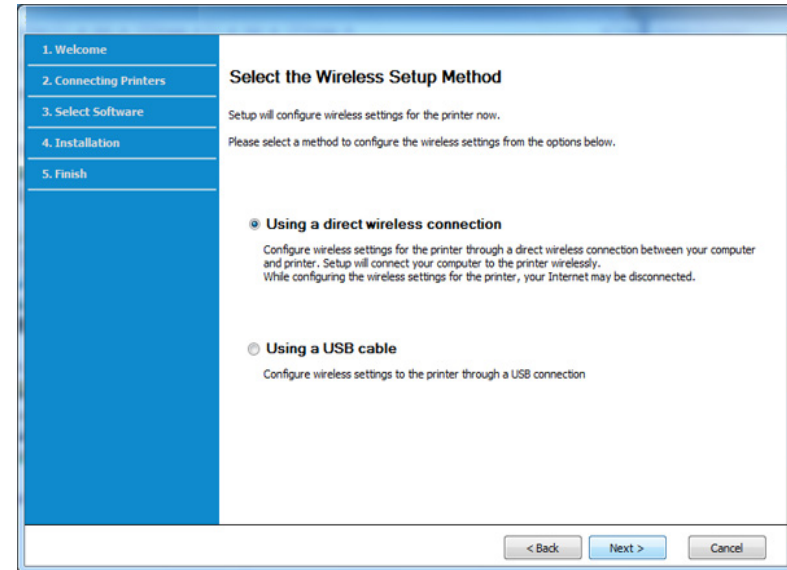 1. Welcome
2. Connecting Printers
3. Select Software
4. Installation
5. Finish
Select the Wireless Setup Method
Setup will configure wireless settings for the printer now.
Please select a method to configure the wireless settings from the options below.
Using a direct wireless connection
Configure wireless settings for the printer through a direct wireless connection between your computer
and printer. Setup will connect your computer to the printer wirelessly.
While configuring the wireless settings for the printer, your Internet may be disconnected.
Using a USB cable
Configure wireless settings to the printer through a USB connection
< Back Next > Cancel